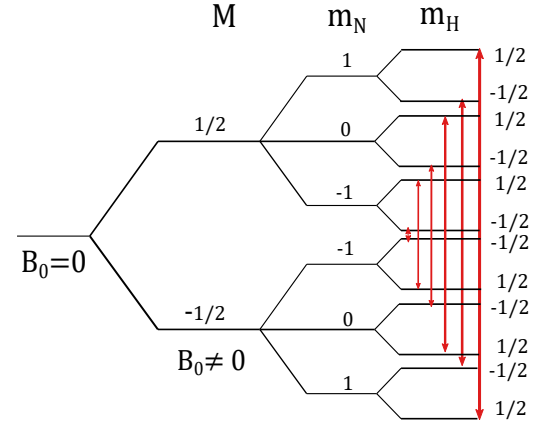 M m_N m_H
1 1/2
-1/2
1/2 0 1/2
-1/2
-1 1/2
-1/2
B₀=0 -1 -1/2
1/2
-1/2 0 -1/2
B₀≠ 0 1/2
1 -1/2
1/2